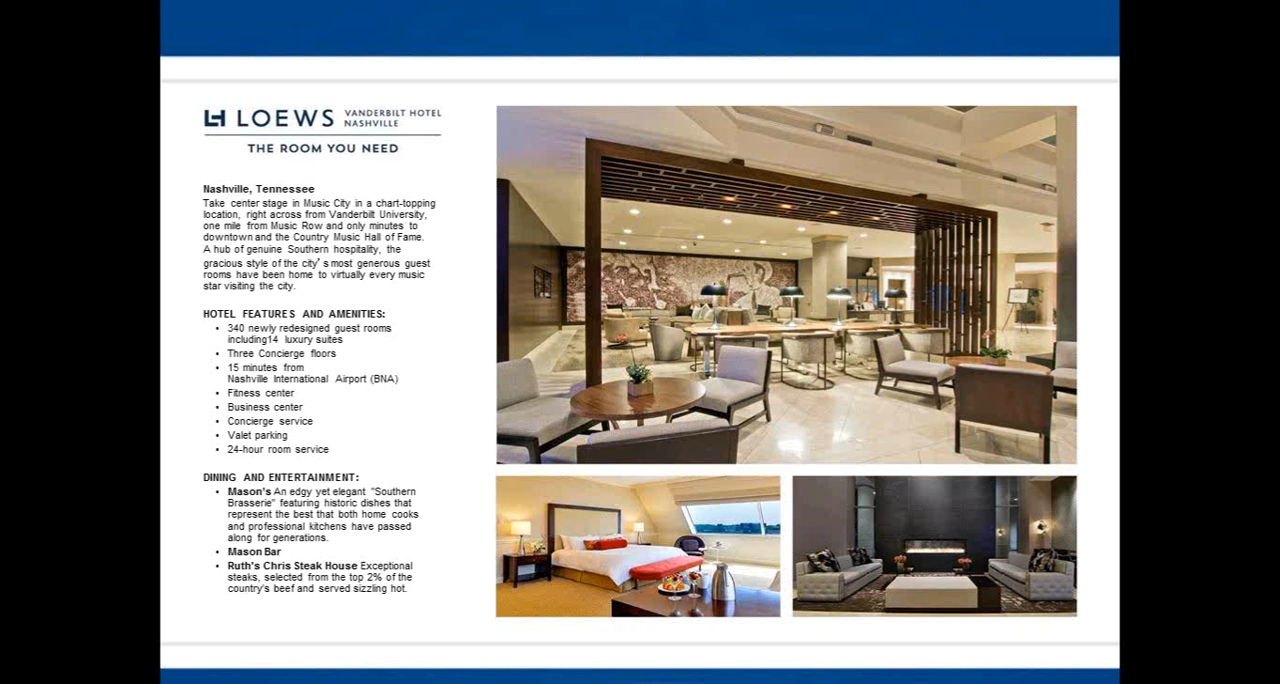 LOEWS VANDERBILT HOTEL
NASHVILLE
THE ROOM YOU NEED
Nashville, Tennessee
Take center stage in Music City in a chart-topping
location, right across from Vanderbilt University,
one mile from Music Row and only minutes to
downtown and the Country Music Hall of Fame.
A hub of genuine Southern hospitality, the
gracious style of the city's most generous guest
rooms have been home to virtually every music
star visiting the city.
HOTEL FEATURES AND AMENITIES:
• 340 newly redesigned guest rooms
including14 luxury suites
• Three Concierge floors
• 15 minutes from
Nashville International Airport (BNA)
• Fitness center
• Business center
• Concierge service
• Valet parking
• 24-hour room service
DINING AND ENTERTAINMENT:
• Mason's An edgy yet elegant "Southern
Brasserie" featuring historic dishes that
represent the best that both home cooks
and professional kitchens have passed
along for generations.
• Mason Bar
• Ruth's Chris Steak House Exceptional
steaks, selected from the top 2% of the
country's beef and served sizzling hot.